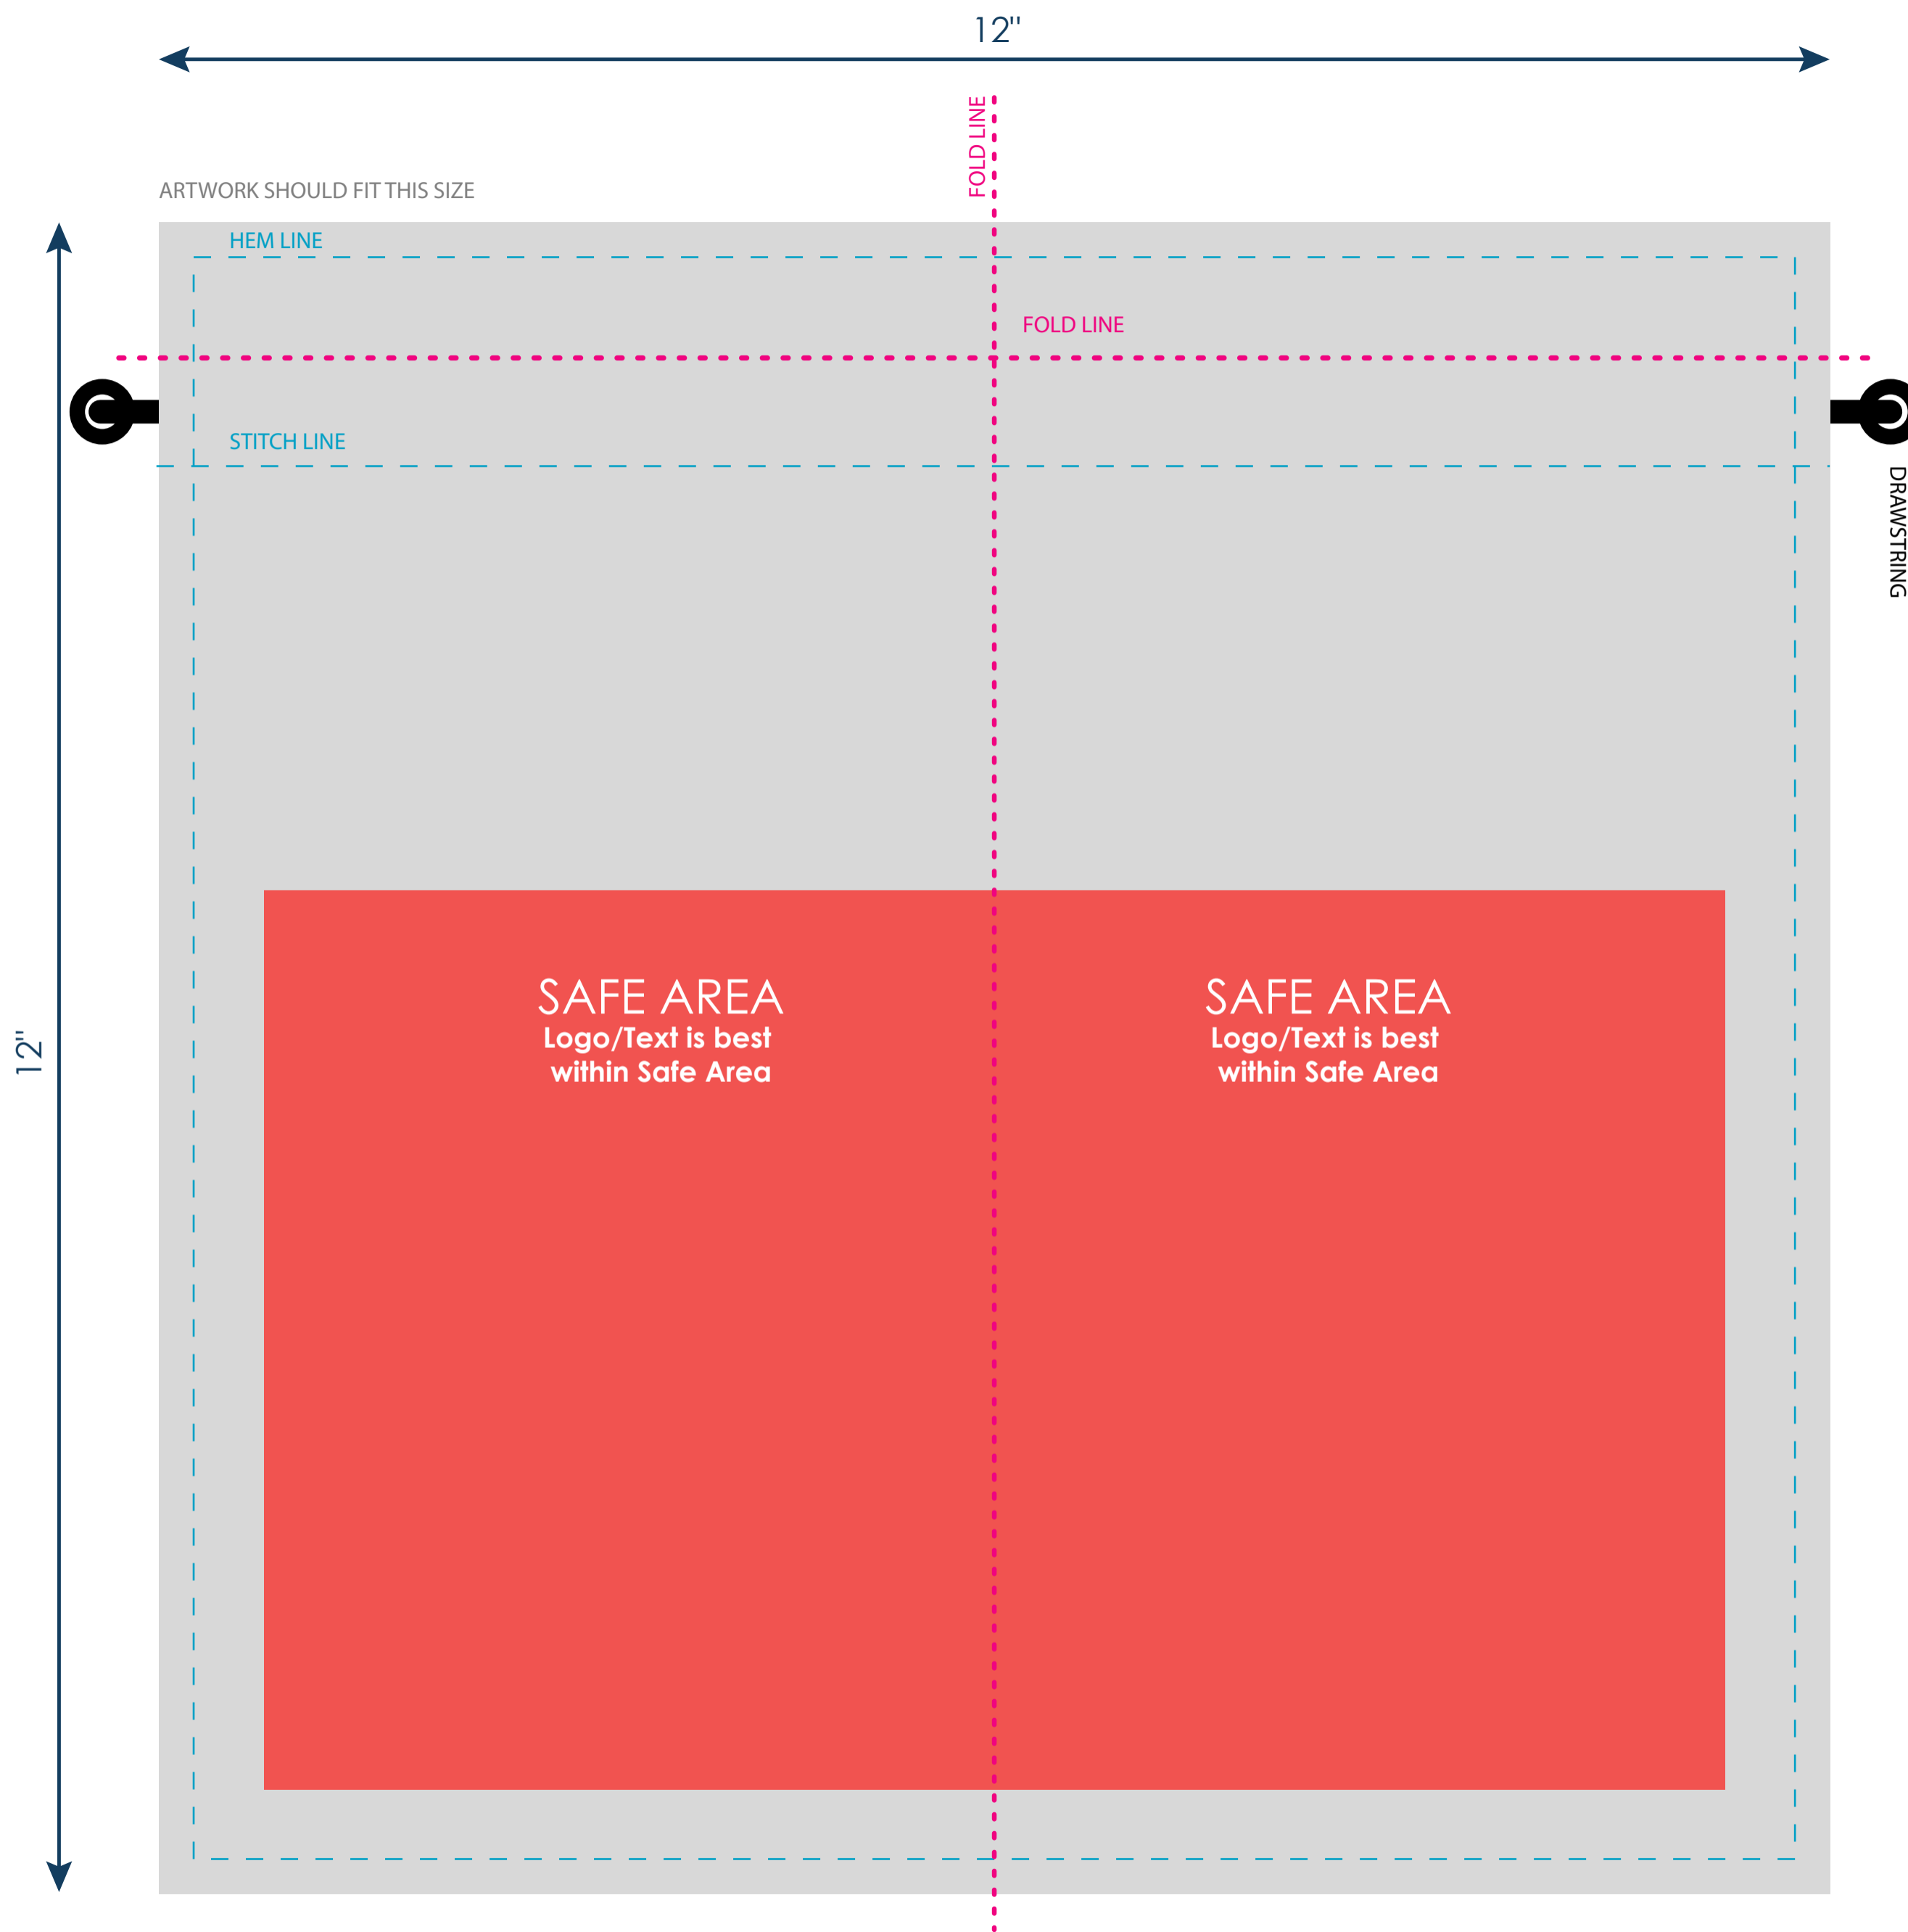 12"
FOLD LINE
ARTWORK SHOULD FIT THIS SIZE
HEM LINE
FOLD LINE
STITCH LINE
DRAWSTRING
12"
SAFE AREA
Logo/Text is best
within Safe Area
SAFE AREA
Logo/Text is best
within Safe Area